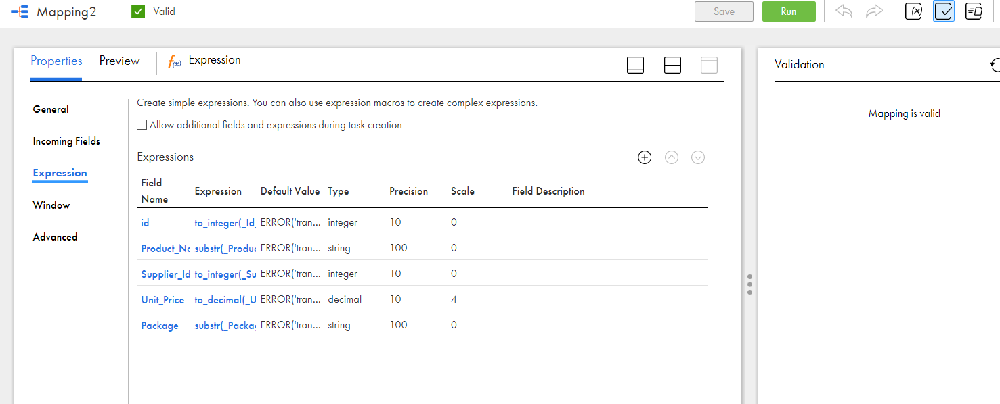 Mapping2
Valid
Save
Run
Properties
Preview
f(x)
Expression
Validation
Mapping is valid
General
Incoming Fields
Expression
Window
Advanced
Create simple expressions. You can also use expression macros to create complex expressions.
Allow additional fields and expressions during task creation
Expressions
Field Name Expression Default Value Type Precision Scale Field Description
id to_integer(_Id_ ERROR('tran... integer 10 0
Product_Na substr(_Produc ERROR('tran... string 100 0
Supplier_Id to_integer(_Su ERROR('tran... integer 10 0
Unit_Price to_decimal(_U ERROR('tran... decimal 10 4
Package substr(_Packag ERROR('tran... string 100 0